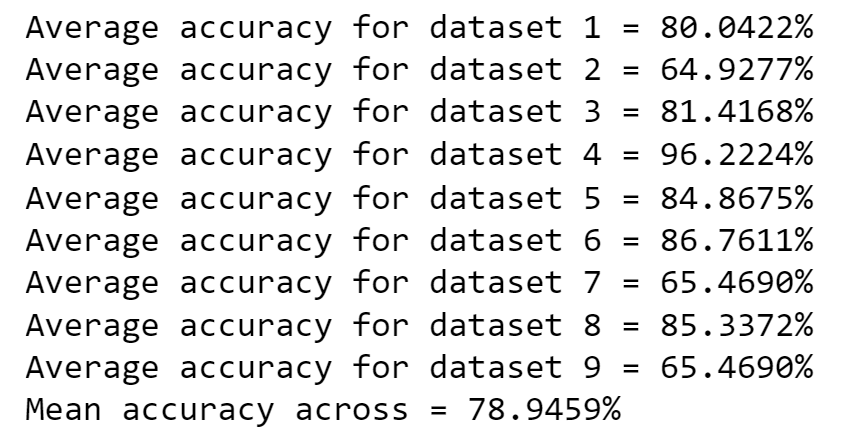 Average accuracy for dataset 1 = 80.0422%
Average accuracy for dataset 2 = 64.9277%
Average accuracy for dataset 3 = 81.4168%
Average accuracy for dataset 4 = 96.2224%
Average accuracy for dataset 5 = 84.8675%
Average accuracy for dataset 6 = 86.7611%
Average accuracy for dataset 7 = 65.4690%
Average accuracy for dataset 8 = 85.3372%
Average accuracy for dataset 9 = 65.4690%
Mean accuracy across = 78.9459%